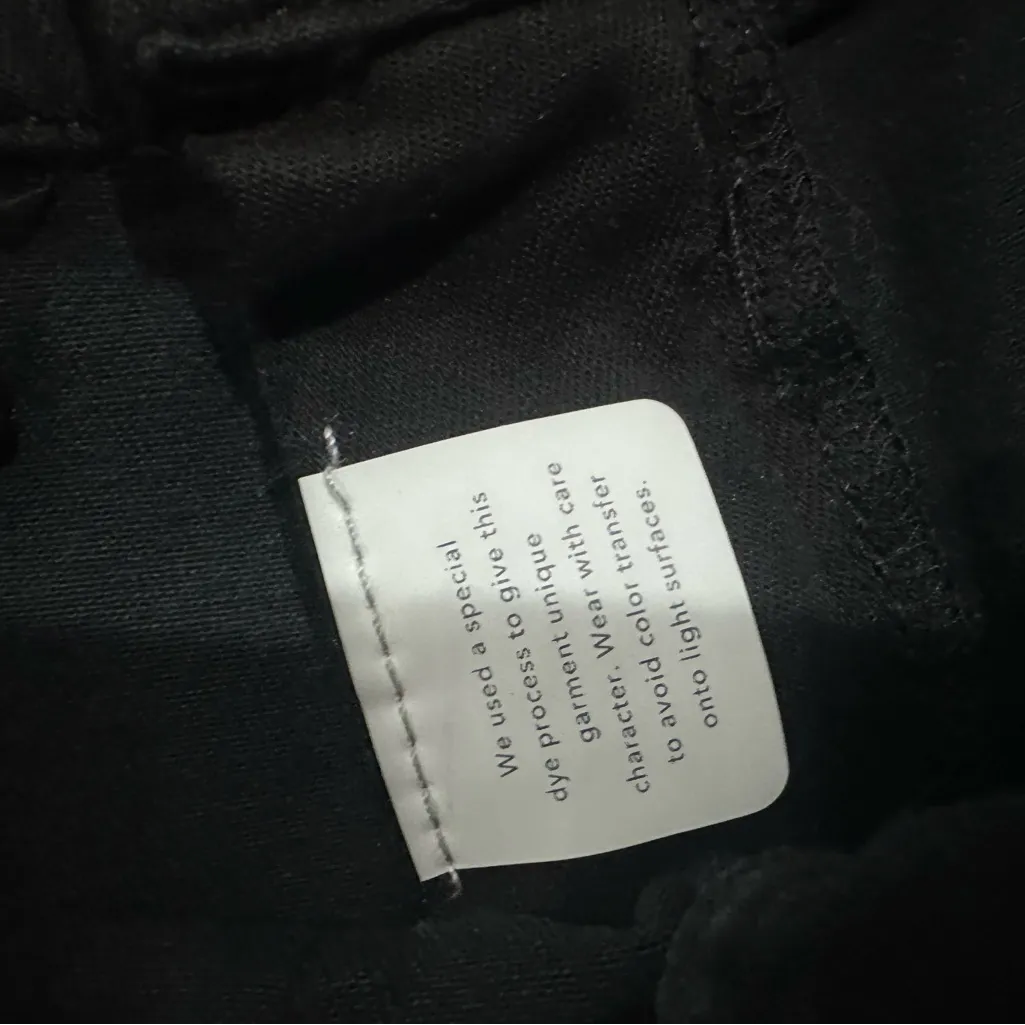 We used a special
dye process to give this
garment unique
character. Wear with care
to avoid color transfer
onto light surfaces.